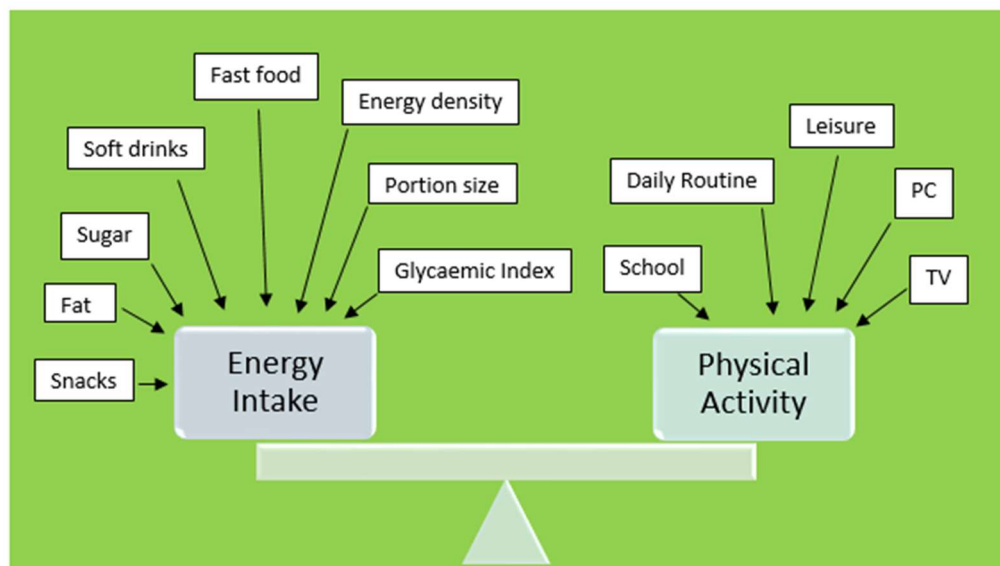 Fast food
Energy density
Soft drinks
Portion size
Sugar
Glycaemic Index
Fat
Snacks
Energy
Intake
Leisure
Daily Routine
PC
School
TV
Physical
Activity